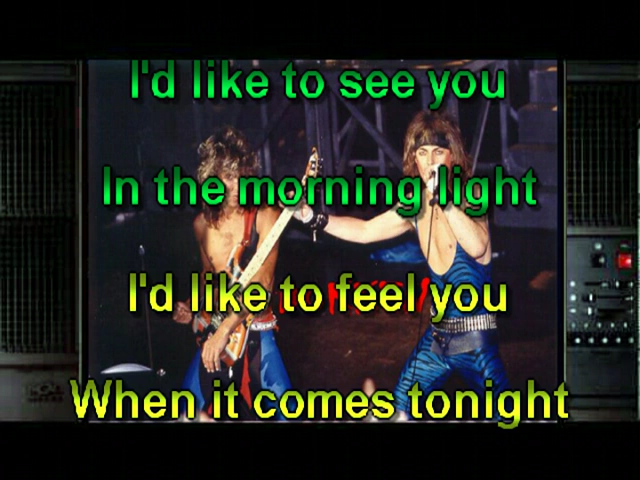 I'd like to see you
In the morning light
I'd like to feel you
When it comes tonight